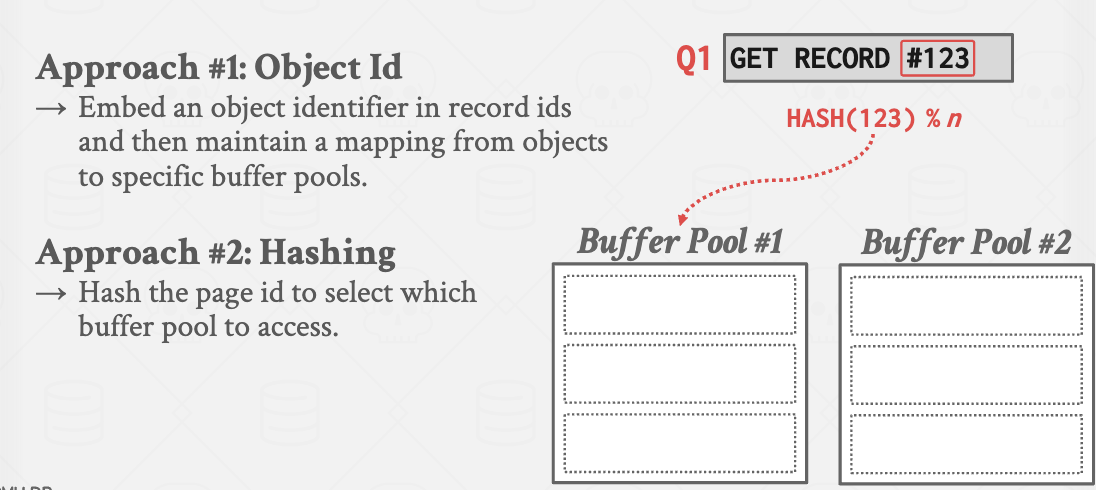 Approach #1: Object Id
→ Embed an object identifier in record ids
and then maintain a mapping from objects
to specific buffer pools.
Approach #2: Hashing
→ Hash the page id to select which
buffer pool to access.
Q1 GET RECORD #123
HASH(123) % n
Buffer Pool #1
Buffer Pool #2